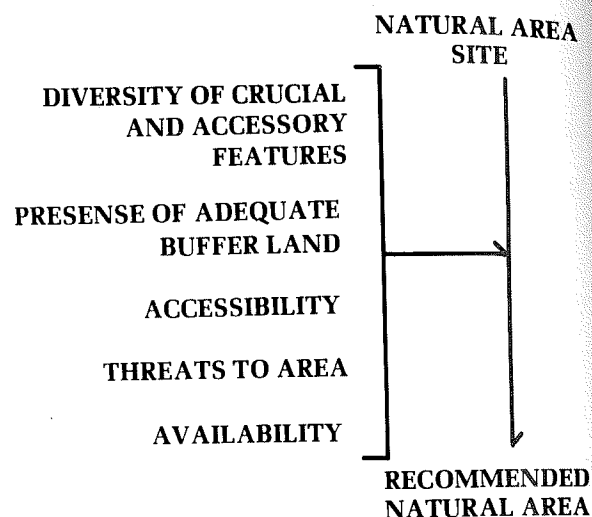 NATURAL AREA
SITE
DIVERSITY OF CRUCIAL
AND ACCESSORY
FEATURES
PRESENSE OF ADEQUATE
BUFFER LAND
ACCESSIBILITY
THREATS TO AREA
AVAILABILITY
RECOMMENDED
NATURAL AREA